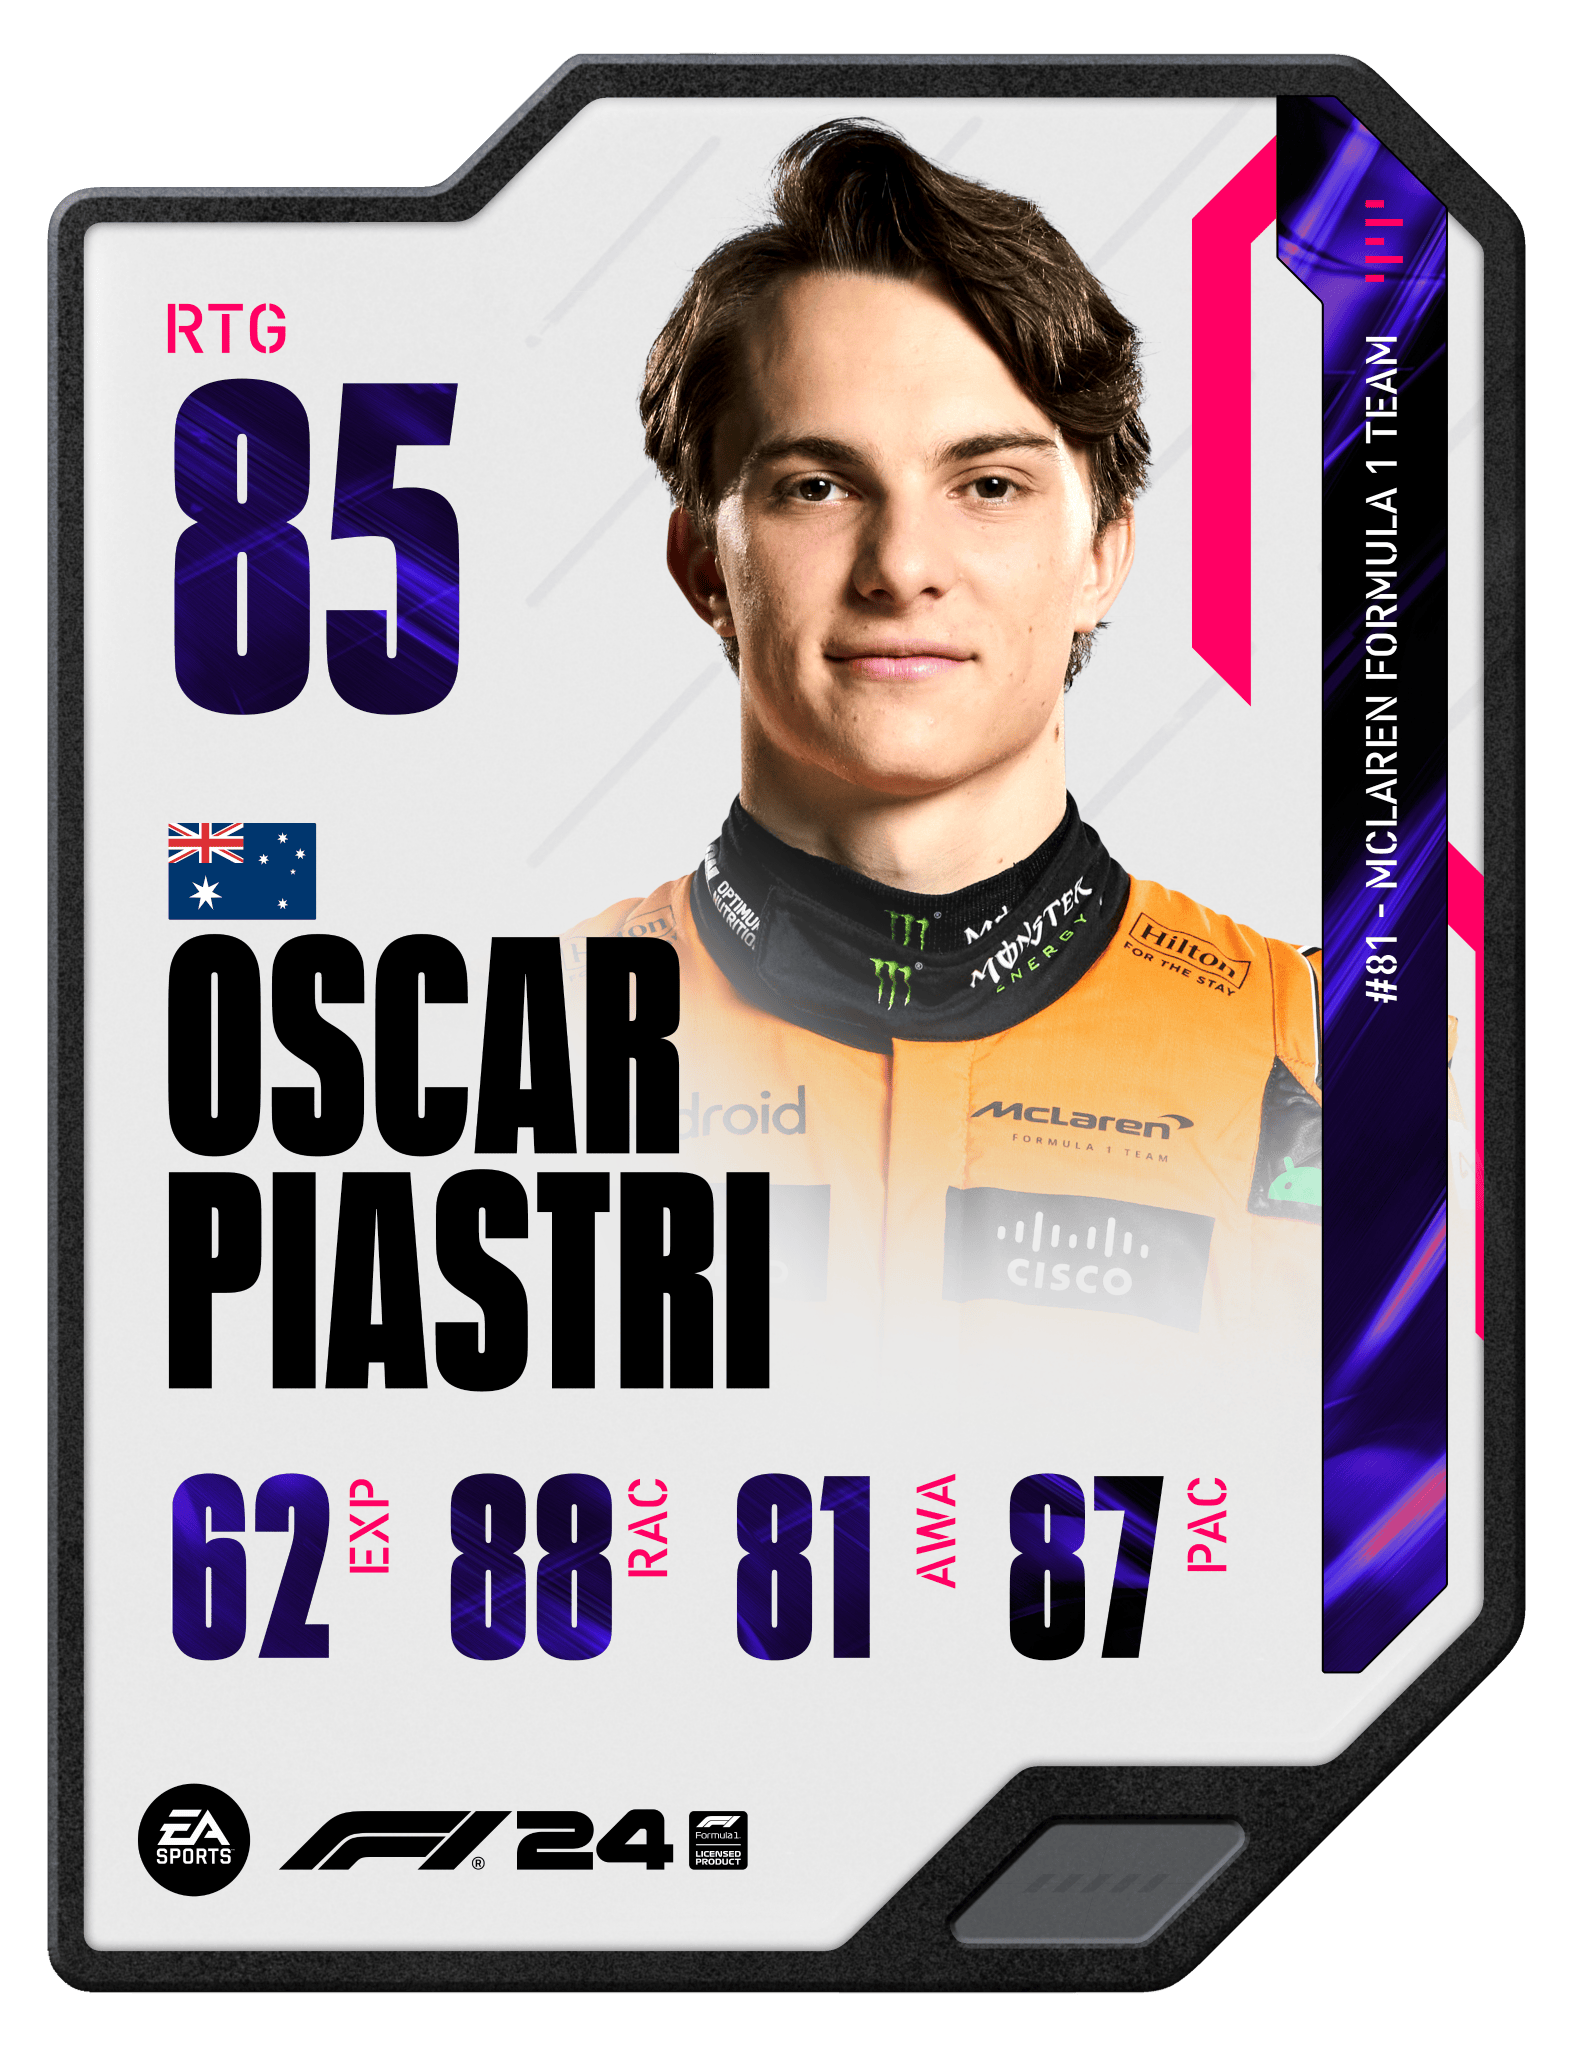 RTG
85
#81 - MCLAREN FORMULA 1 TEAM
OSCAR
PIASTRI
OPTIMUM
NUTRITION
MONSTER
ENERGY
Hilton
FOR THE STAY
Hilton
droid
McLaren
FORMULA 1 TEAM
CISCO
62 EXP
88 RAC
81 AWA
87 PAC
EA
SPORTS
F1® 24
F1
Formula 1
LICENSED
PRODUCT